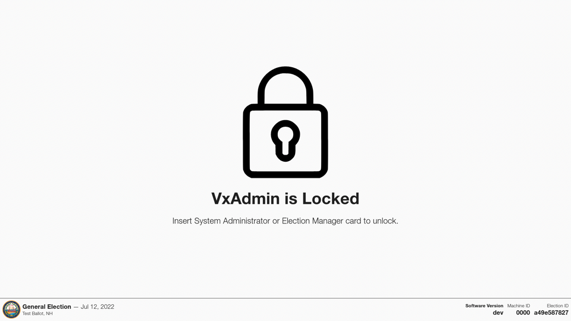 VxAdmin is Locked
Insert System Administrator or Election Manager card to unlock.
General Election — Jul 12, 2022
Test Ballot, NH
Software Version
dev
Machine ID
0000
Election ID
a49e587827